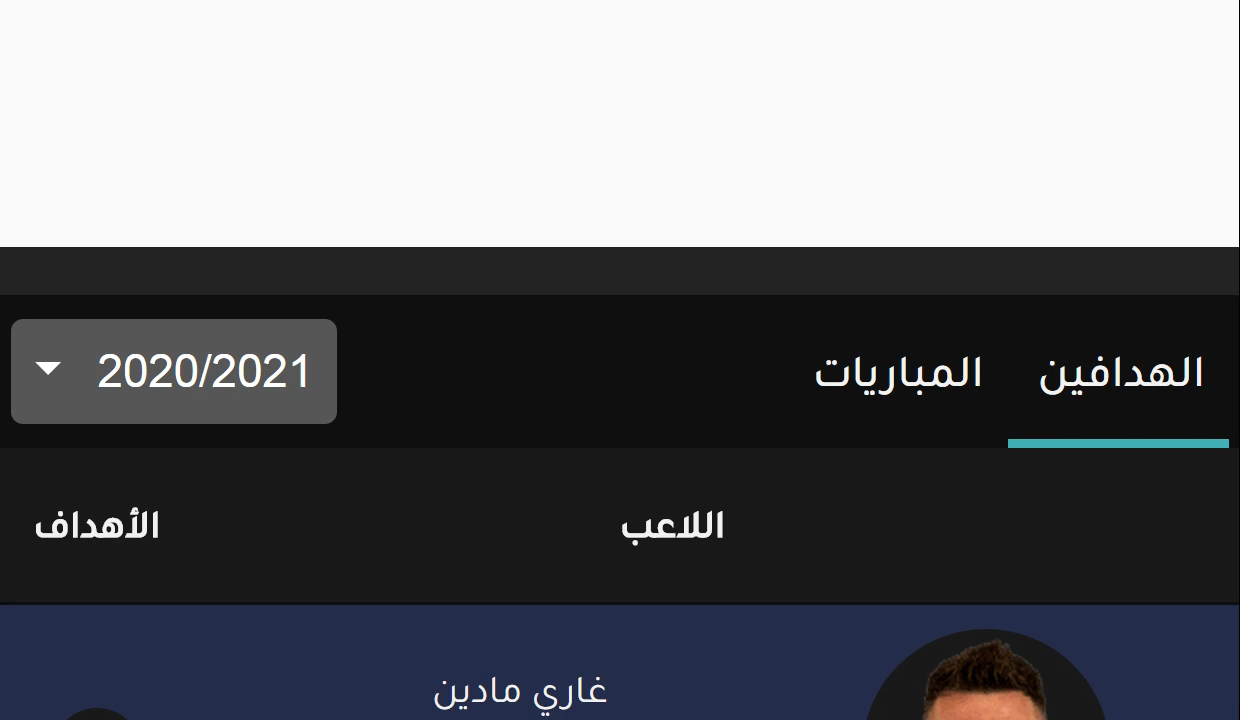 الهدافين
المباريات
2020/2021
اللاعب
الأهداف
غاري مادين